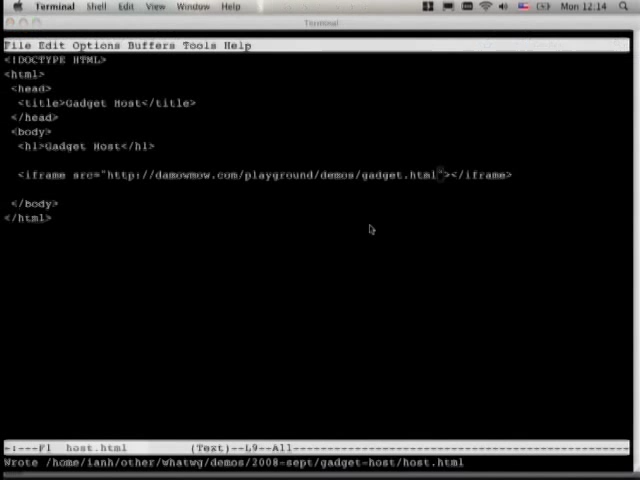 Terminal Shell Edit View Window Help Mon 12:14
Terminal
File Edit Options Buffers Tools Help
<!DOCTYPE HTML>
<html>
<head>
<title>Gadget Host</title>
</head>
<body>
<h1>Gadget Host</h1>
<iframe src="http://damowmow.com/playground/demos/gadget.html"></iframe>
</body>
</html>
-:---F1 host.html (Text)--L9--All----------------------------------------
Wrote /home/ianh/other/whatwg/demos/2008-sept/gadget-host/host.html